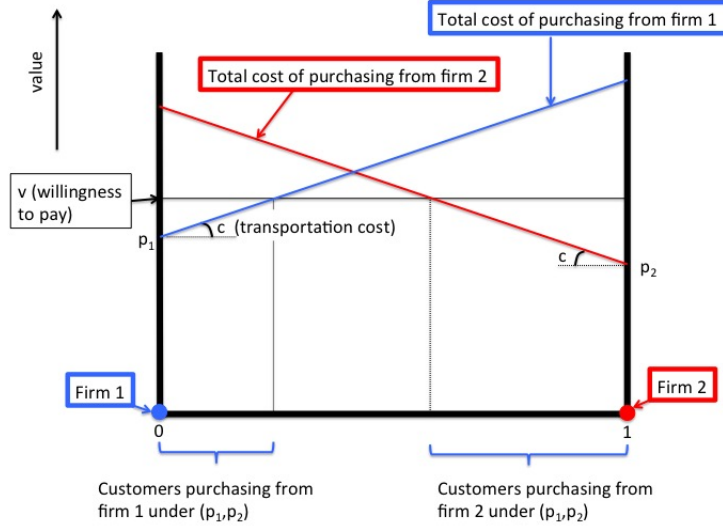 Total cost of purchasing from firm 1
value
Total cost of purchasing from firm 2
v (willingness
to pay)
p1
c (transportation cost)
c
p2
Firm 1
Firm 2
0
1
Customers purchasing from
firm 1 under (p1,p2)
Customers purchasing from
firm 2 under (p1,p2)